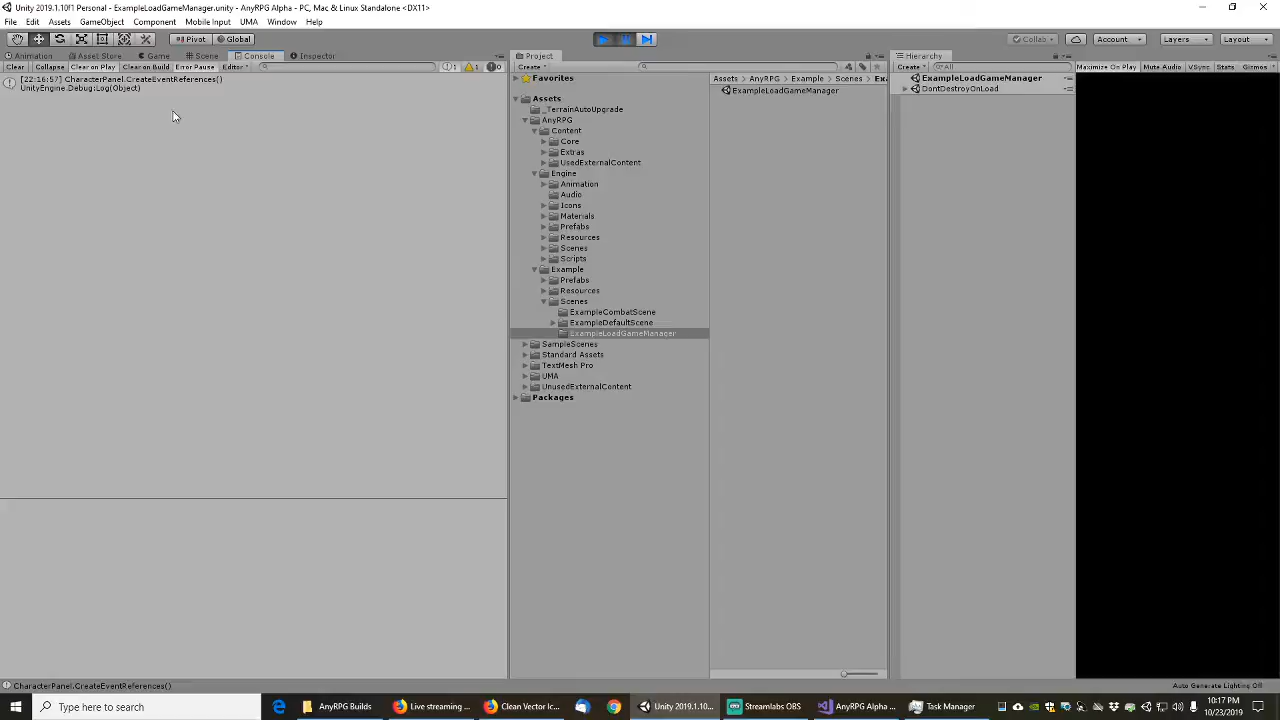 Unity 2019.1.10f1 Personal - ExampleLoadGameManager.unity - AnyRPG Alpha - PC, Mac & Linux Standalone <DX11>
File Edit Assets GameObject Component Mobile Input UMA Window Help
Pivot Global Collab Account Layers Layout
Animation Asset Store Game Scene Console Inspector Project Hierarchy
Clear Collapse Clear on Play Clear on Build Error Pause Editor 1 1 0
Create
Create All
Maximize On Play Mute Audio VSync Stats Gizmos
[22:16:57] CharacterPanel.CreateEventReferences()
UnityEngine.Debug:Log(Object)
Favorites
Assets
_TerrainAutoUpgrade
AnyRPG
Content
Core
Extras
UsedExternalContent
Engine
Animation
Audio
Icons
Materials
Prefabs
Resources
Scenes
Scripts
Example
Prefabs
Resources
Scenes
ExampleCombatScene
ExampleDefaultScene
ExampleLoadGameManager
SampleScenes
Standard Assets
TextMesh Pro
UMA
UnusedExternalContent
Packages
Assets AnyRPG Example Scenes Exa
ExampleLoadGameManager
ExampleLoadGameManager
DontDestroyOnLoad
CharacterPanel.CreateEventReferences()
Auto Generate Lighting Off
Type here to search
AnyRPG Builds
Live streaming ...
Clean Vector Ic...
Unity 2019.1.10...
Streamlabs OBS
AnyRPG Alpha ...
Task Manager
10:17 PM
10/23/2019